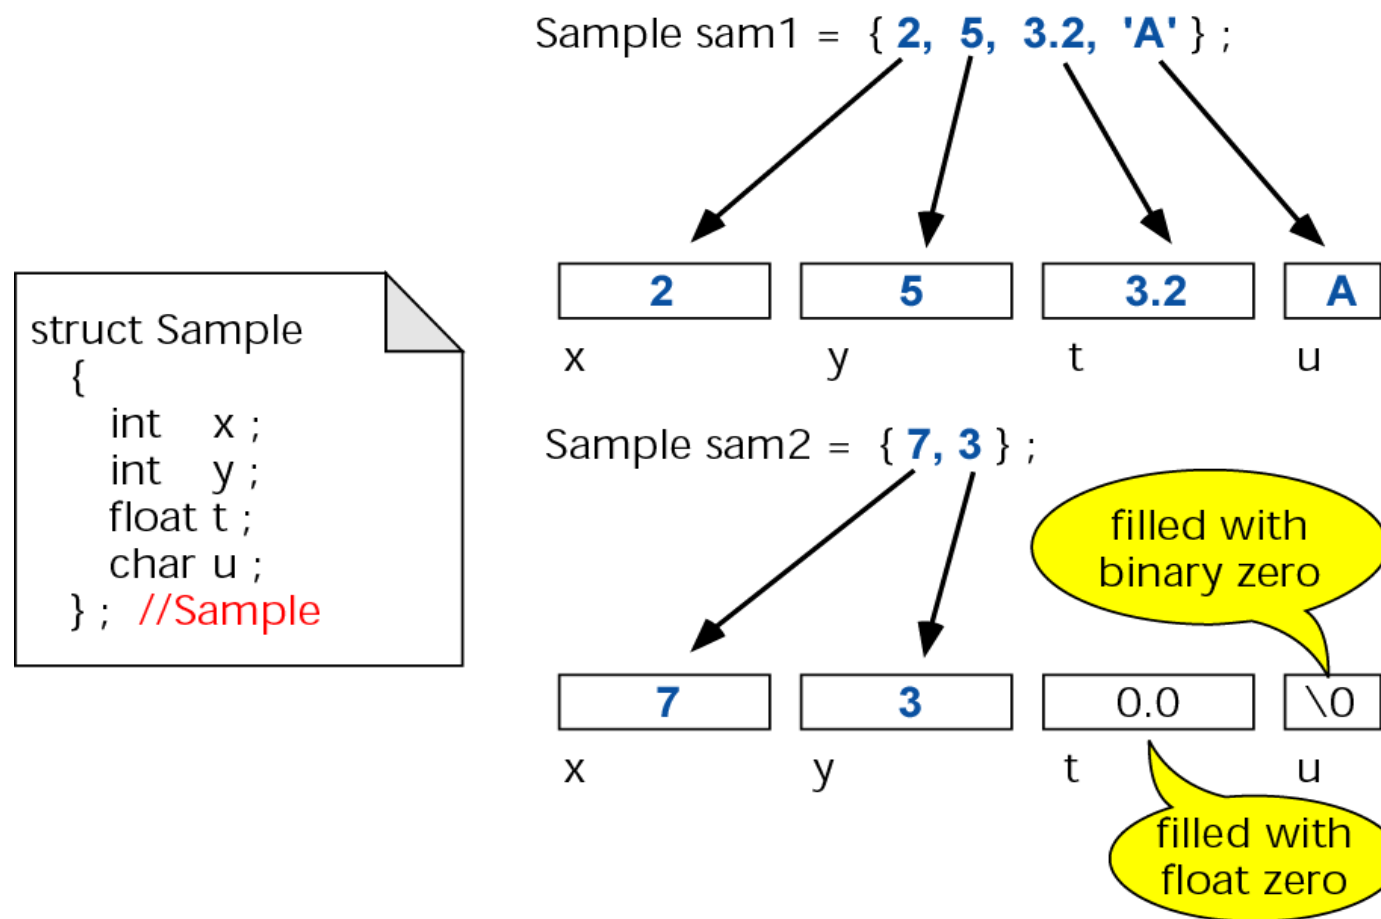 Sample sam1 = { 2, 5, 3.2, 'A' } ;
2 5 3.2 A
x y t u
struct Sample
{
int x ;
int y ;
float t ;
char u ;
} ; //Sample
Sample sam2 = { 7, 3 } ;
filled with
binary zero
7 3 0.0 \0
x y t u
filled with
float zero